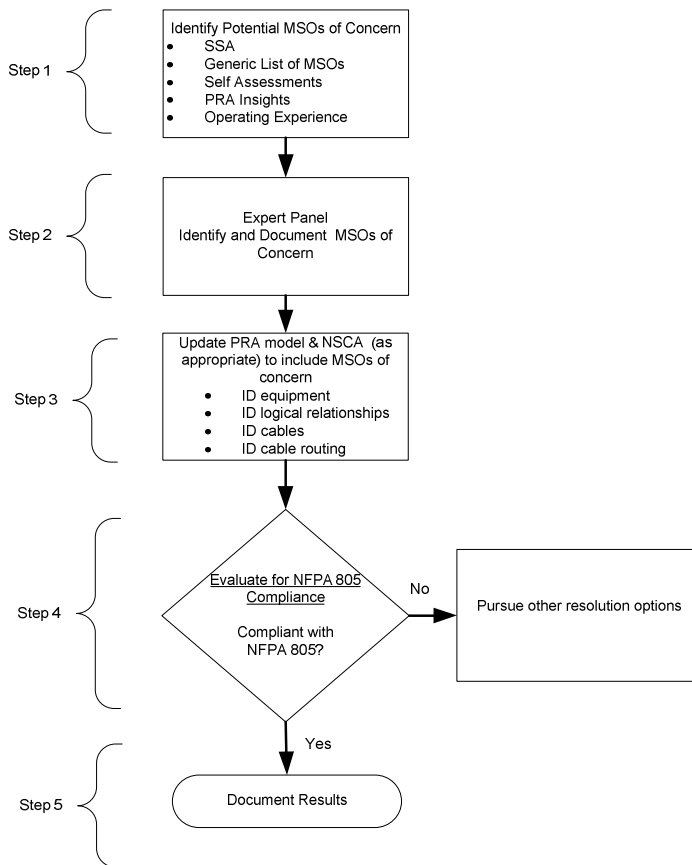 Step 1
Identify Potential MSOs of Concern
• SSA
• Generic List of MSOs
• Self Assessments
• PRA Insights
• Operating Experience
Step 2
Expert Panel
Identify and Document MSOs of
Concern
Step 3
Update PRA model & NSCA (as
appropriate) to include MSOs of
concern
• ID equipment
• ID logical relationships
• ID cables
• ID cable routing
Step 4
Evaluate for NFPA 805
Compliance
Compliant with
NFPA 805?
No
Pursue other resolution options
Yes
Step 5
Document Results